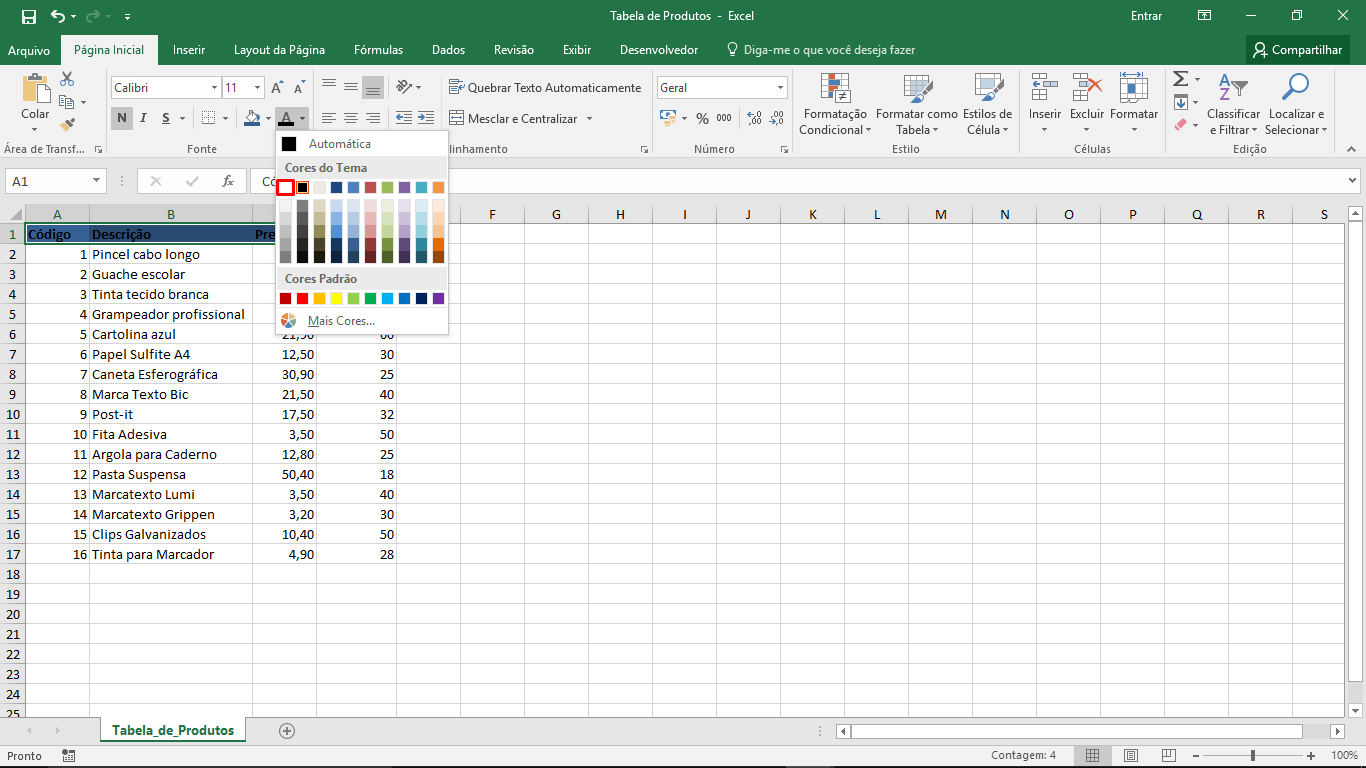 Tabela de Produtos - Excel
Entrar
Arquivo Página Inicial Inserir Layout da Página Fórmulas Dados Revisão Exibir Desenvolvedor Diga-me o que você deseja fazer Compartilhar
Colar
Calibri 11
N I S A
Quebrar Texto Automaticamente
Mesclar e Centralizar
Geral
% 000
Formatação Condicional
Formatar como Tabela
Estilos de Célula
Inserir Excluir Formatar
Classificar e Filtrar
Localizar e Selecionar
Área de Transf... Fonte linhamento Número Estilo Células Edição
Automática
Cores do Tema
Cores Padrão
Mais Cores...
A1 fx Có
A B F G H I J K L M N O P Q R S
1 Código Descrição Pre
2 1 Pincel cabo longo
3 2 Guache escolar
4 3 Tinta tecido branca
5 4 Grampeador profissional
6 5 Cartolina azul
7 6 Papel Sulfite A4 12,50 30
8 7 Caneta Esferográfica 30,90 25
9 8 Marca Texto Bic 21,50 40
10 9 Post-it 17,50 32
11 10 Fita Adesiva 3,50 50
12 11 Argola para Caderno 12,80 25
13 12 Pasta Suspensa 50,40 18
14 13 Marcatexto Lumi 3,50 40
15 14 Marcatexto Grippen 3,20 30
16 15 Clips Galvanizados 10,40 50
17 16 Tinta para Marcador 4,90 28
18
19
20
21
22
23
24
25
Tabela_de_Produtos
Pronto
Contagem: 4
100%